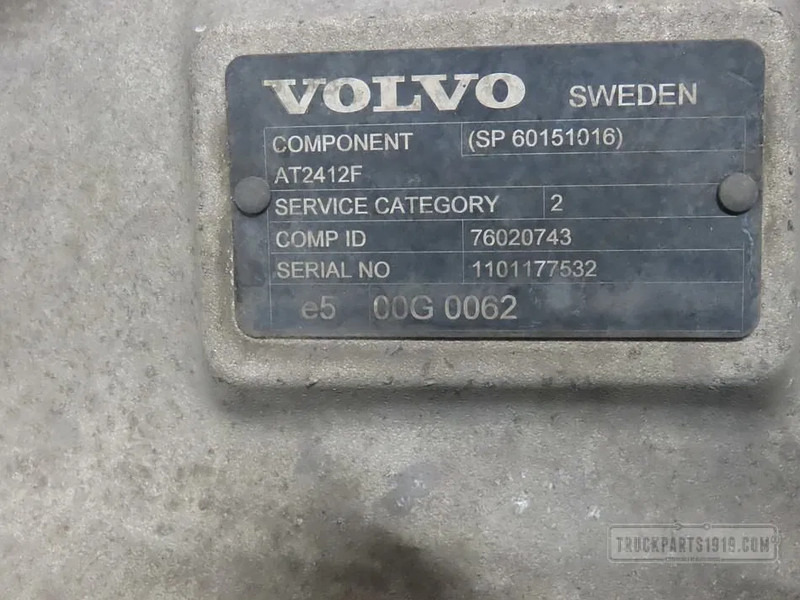 VOLVO SWEDEN
COMPONENT (SP 60151016)
AT2412F
SERVICE CATEGORY 2
COMP ID 76020743
SERIAL NO 1101177532
e5 00G 0062
TRUCKPARTS1919.COM